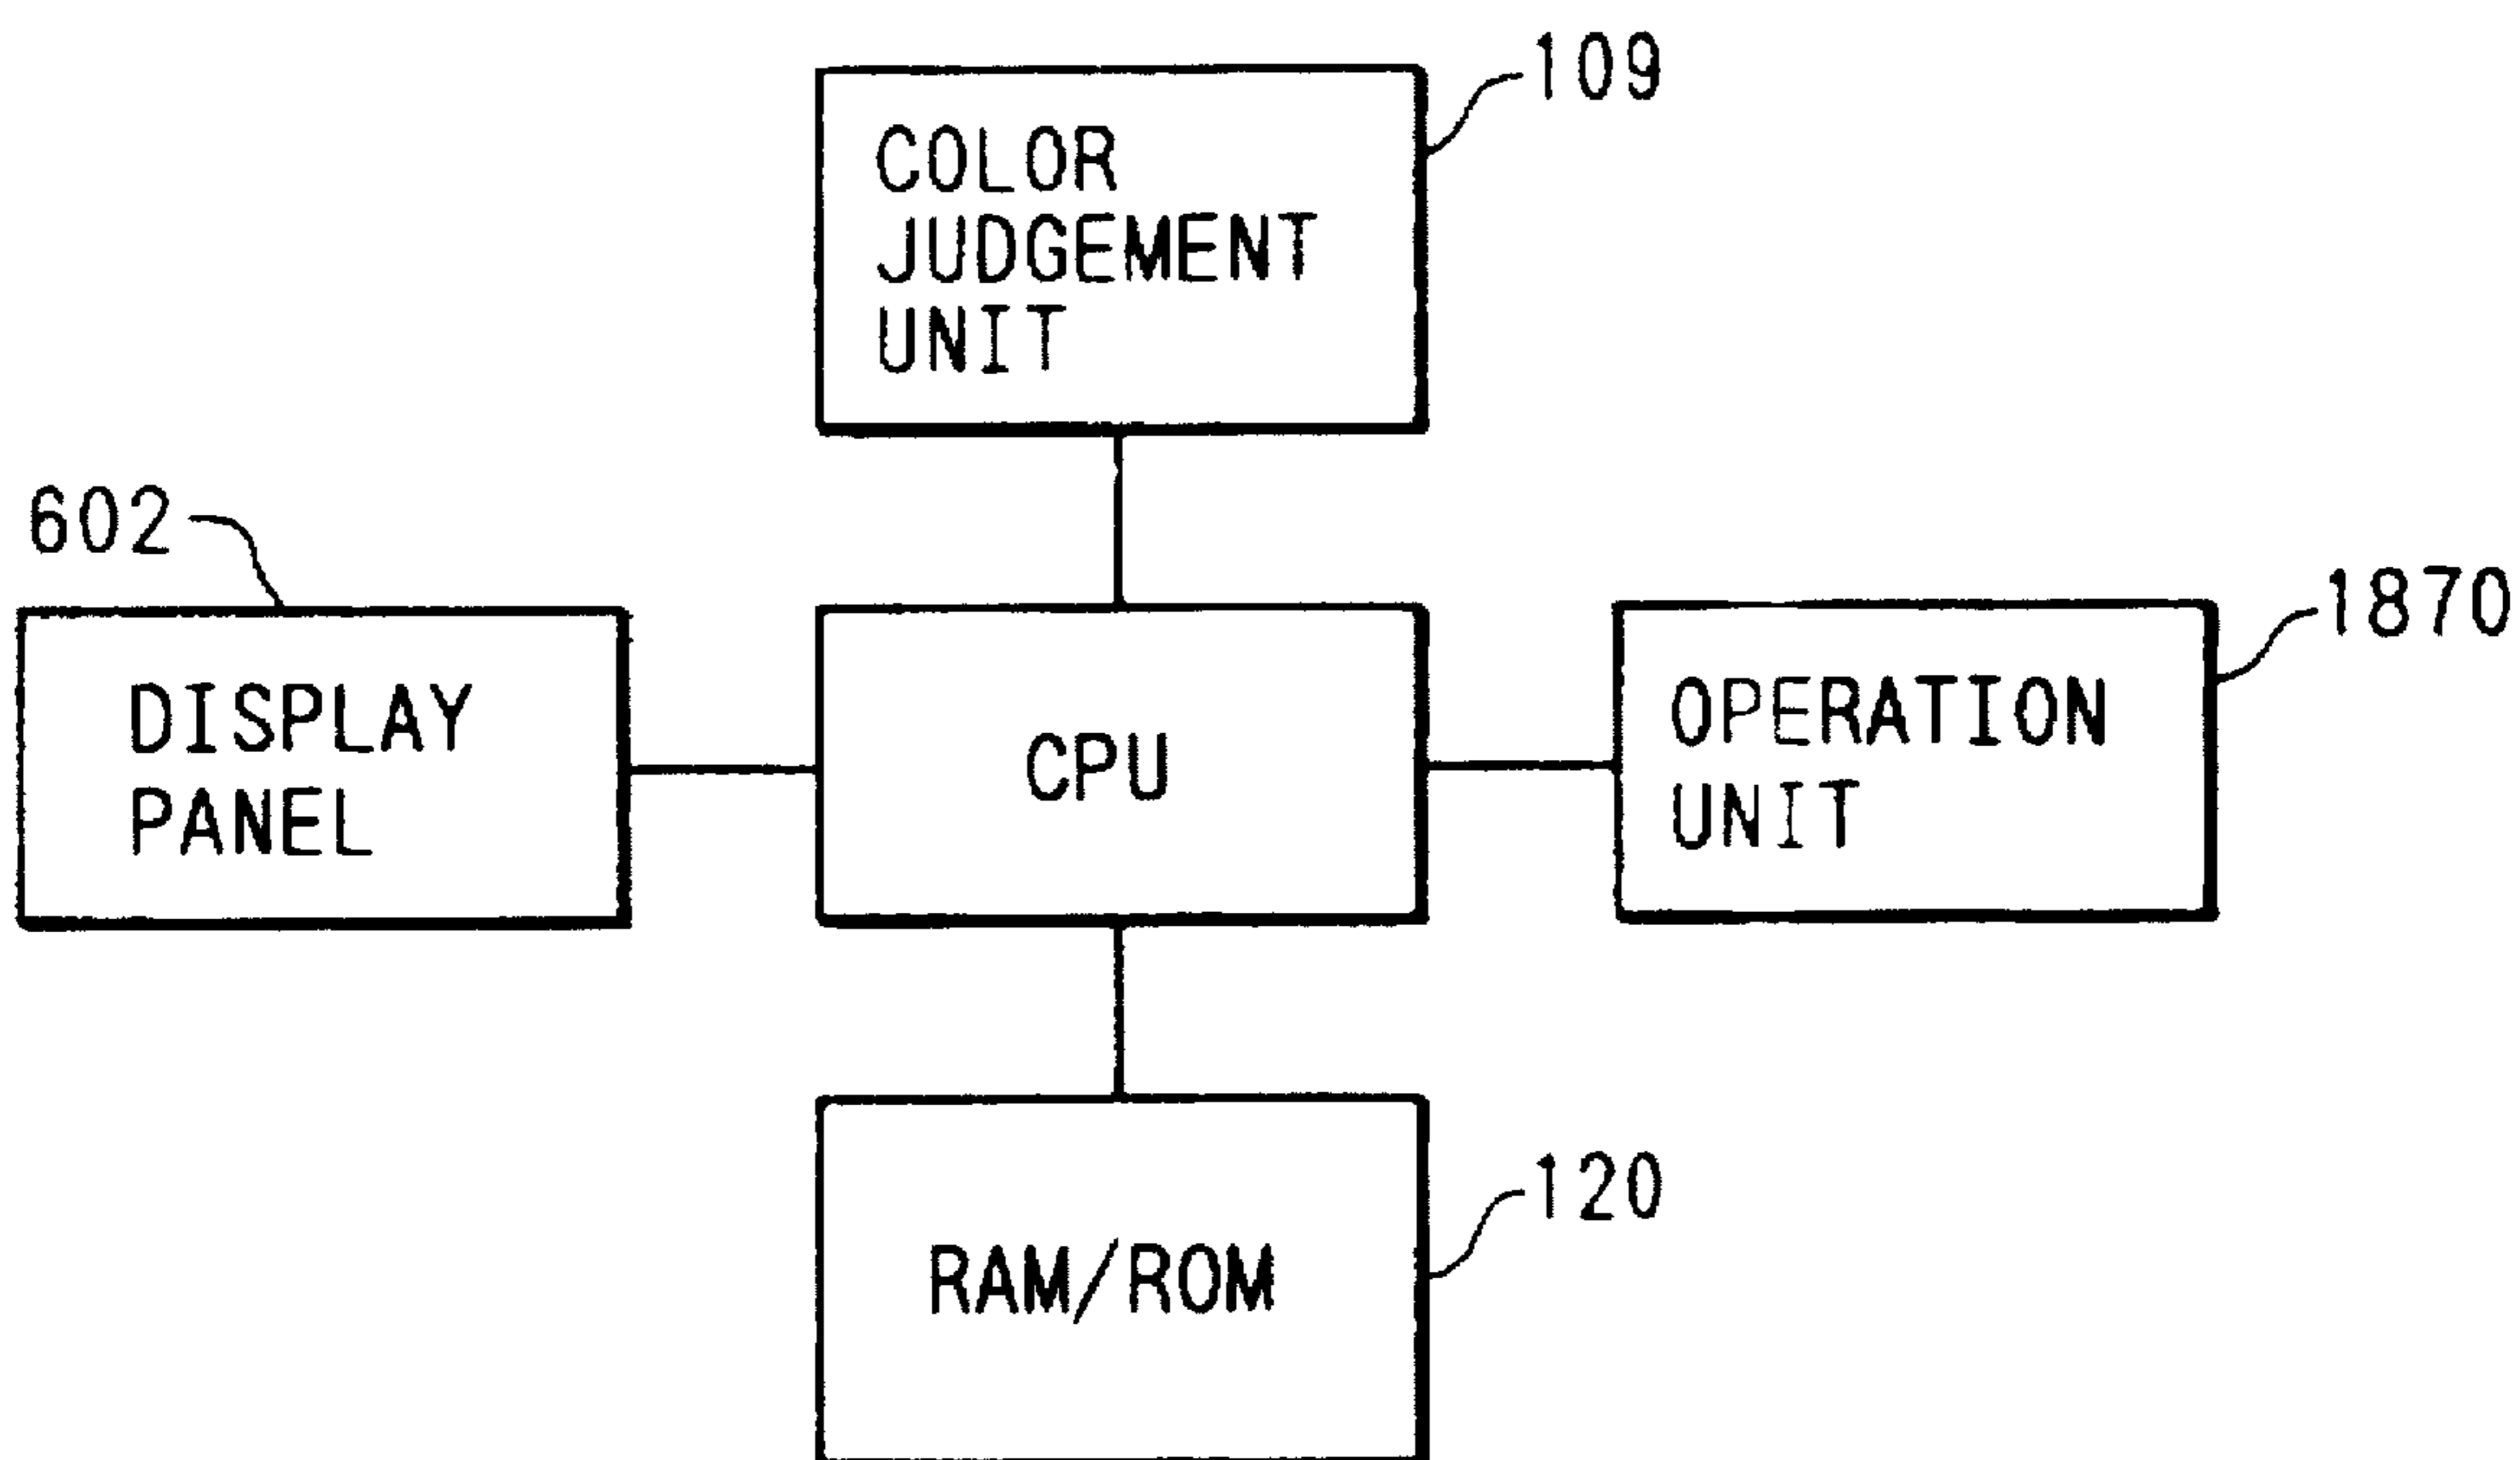 109
COLOR
JUDGEMENT
UNIT
602
1870
DISPLAY
PANEL
CPU
OPERATION
UNIT
120
RAM/ROM